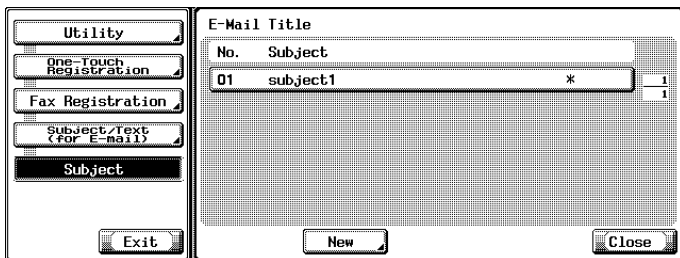 Utility
One-Touch
Registration
Fax Registration
Subject/Text
(for E-mail)
Subject
Exit
E-Mail Title
No. Subject
01 subject1 *
1
1
New
Close